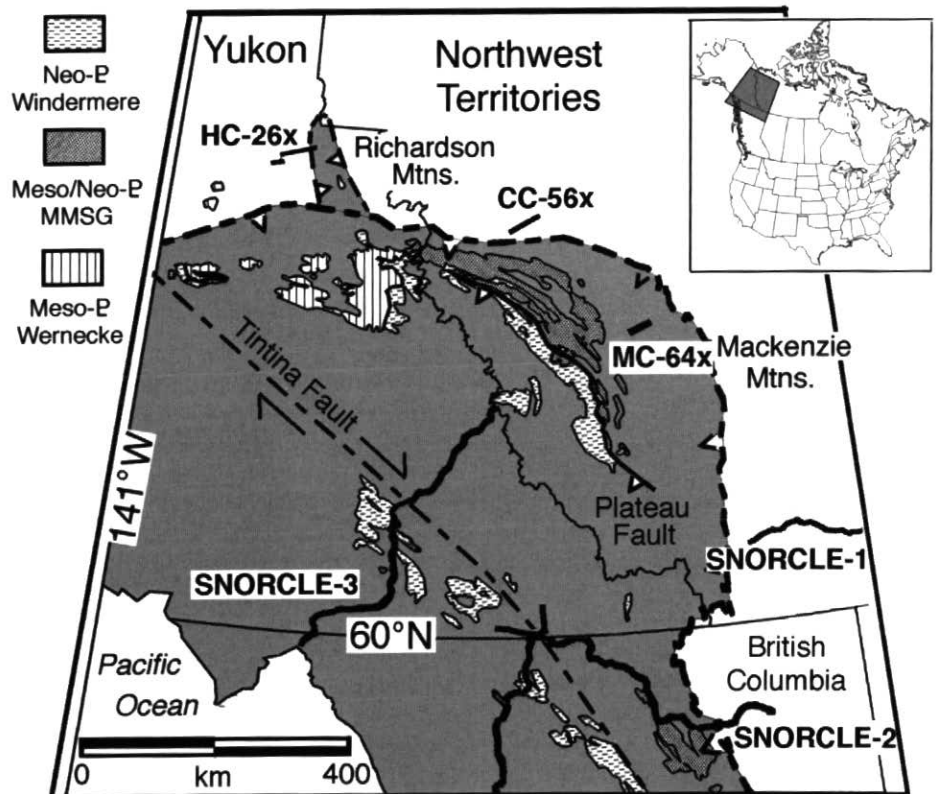 Neo-Ᵽ
Windermere
Meso/Neo-Ᵽ
MMSG
Meso-Ᵽ
Wernecke
Yukon
Northwest
Territories
HC-26x
Richardson
Mtns.
CC-56x
MC-64x
Mackenzie
Mtns.
Tintina Fault
141°W
Plateau
Fault
SNORCLE-1
SNORCLE-3
60°N
British
Columbia
Pacific
Ocean
SNORCLE-2
0 km 400